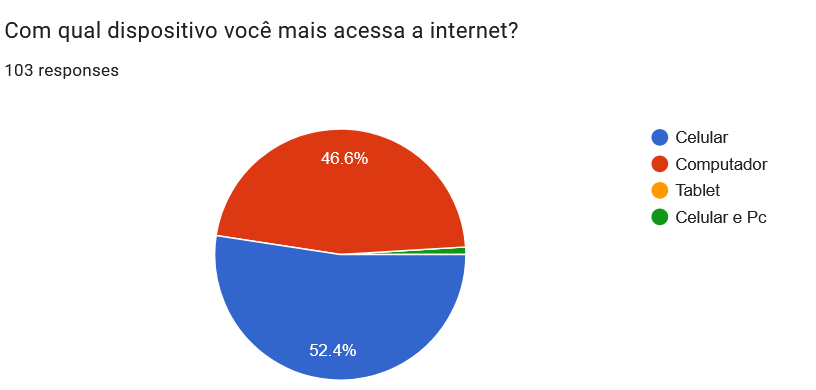 Com qual dispositivo você mais acessa a internet?
103 responses
46.6%
52.4%
Celular
Computador
Tablet
Celular e Pc